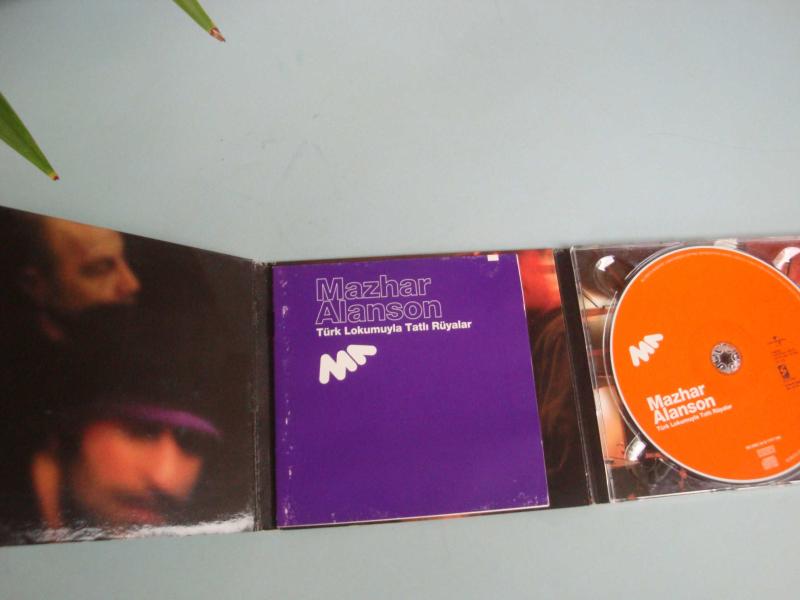 Mazhar
Alanson
Türk Lokumuyla Tatlı Rüyalar
Mazhar
Alanson
Türk Lokumuyla Tatlı Rüyalar